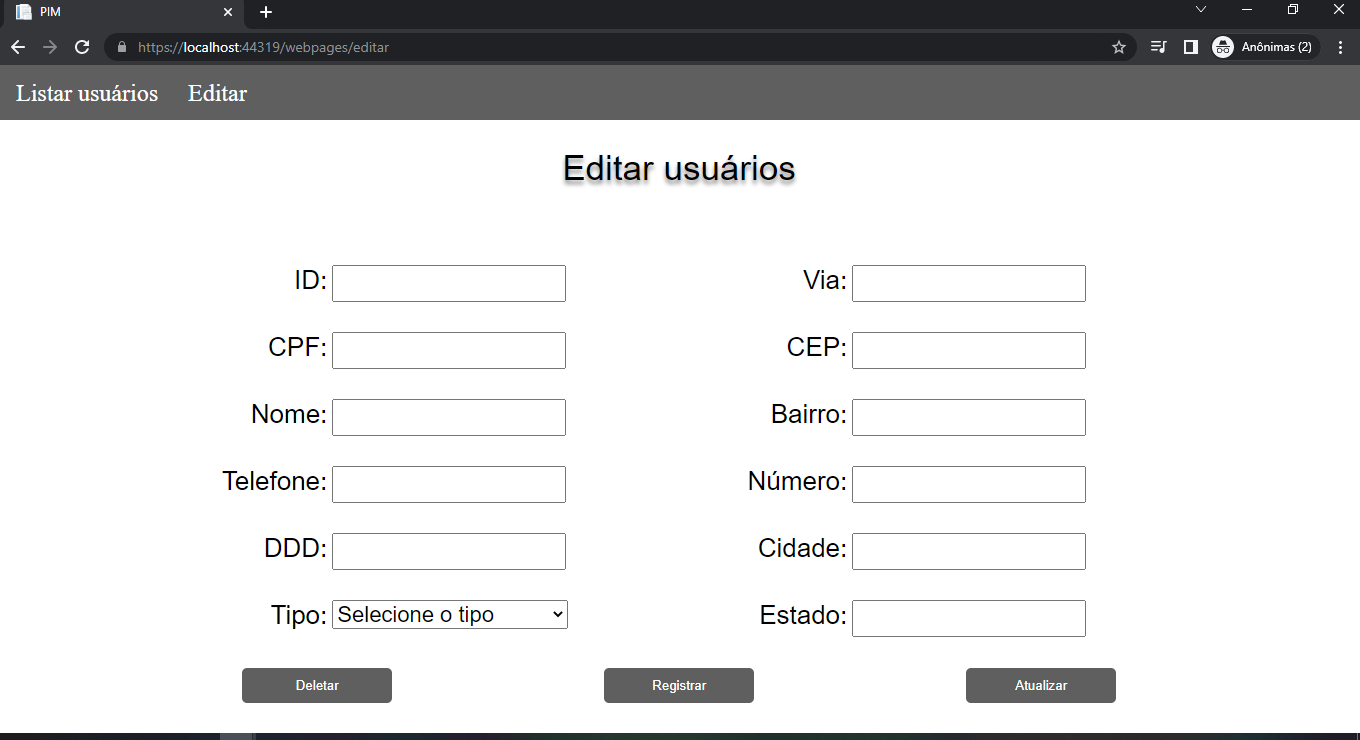 PIM
https://localhost:44319/webpages/editar
Anônimas (2)
Listar usuários Editar
Editar usuários
ID:
Via:
CPF:
CEP:
Nome:
Bairro:
Telefone:
Número:
DDD:
Cidade:
Tipo: Selecione o tipo
Estado:
Deletar Registrar Atualizar